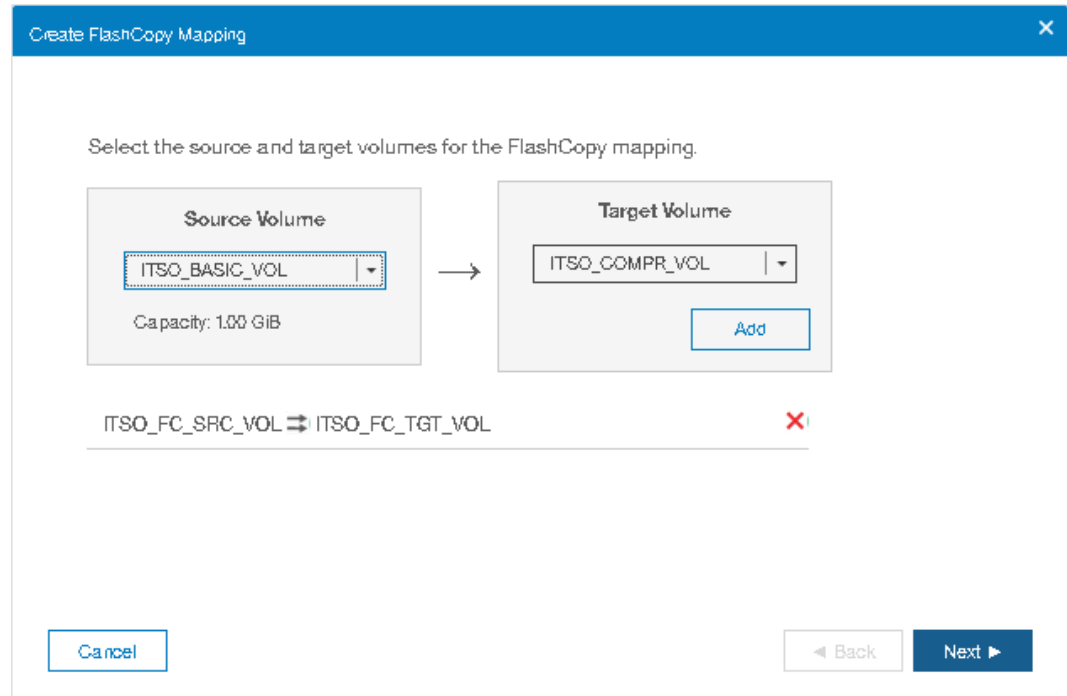 Create FlashCopy Mapping
Select the source and target volumes for the FlashCopy mapping.
Source Volume
ITSO_BASIC_VOL
Capacity: 1.00 GiB
Target Volume
ITSO_COMPR_VOL
Add
ITSO_FC_SRC_VOL ITSO_FC_TGT_VOL
Cancel
Back
Next